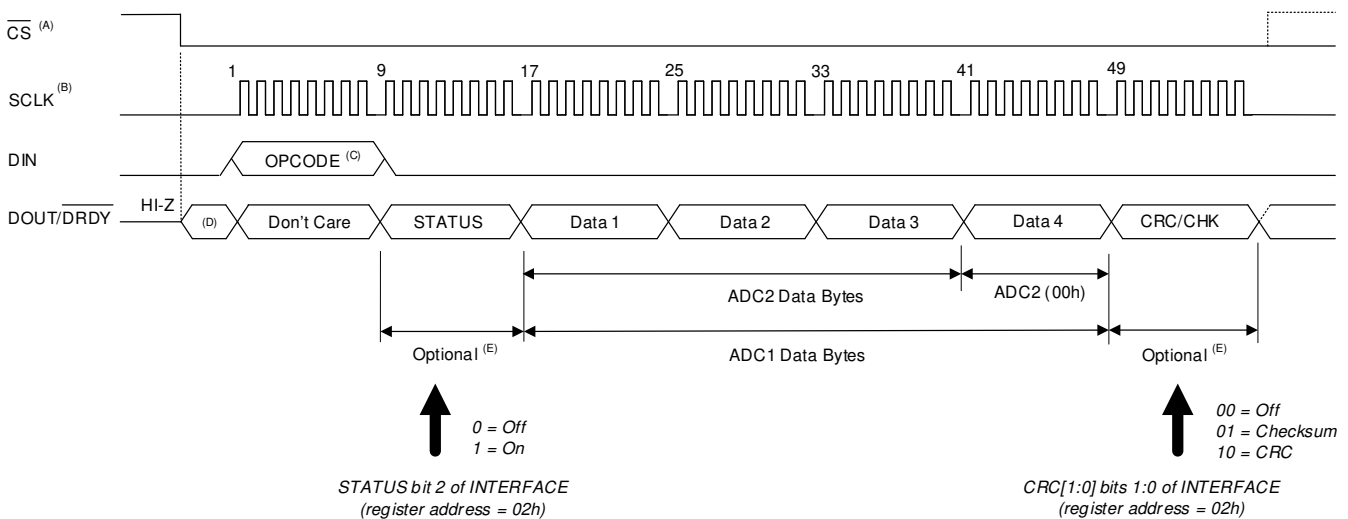 CS (A)
1 9 17 25 33 41 49
SCLK (B)
DIN
OPCODE (C)
DOUT/DRDY
HI-Z
(D)
Don't Care
STATUS
Data 1
Data 2
Data 3
Data 4
CRC/CHK
ADC2 Data Bytes
ADC2 (00h)
Optional (E)
ADC1 Data Bytes
Optional (E)
0 = Off
1 = On
STATUS bit 2 of INTERFACE
(register address = 02h)
00 = Off
01 = Checksum
10 = CRC
CRC[1:0] bits 1:0 of INTERFACE
(register address = 02h)